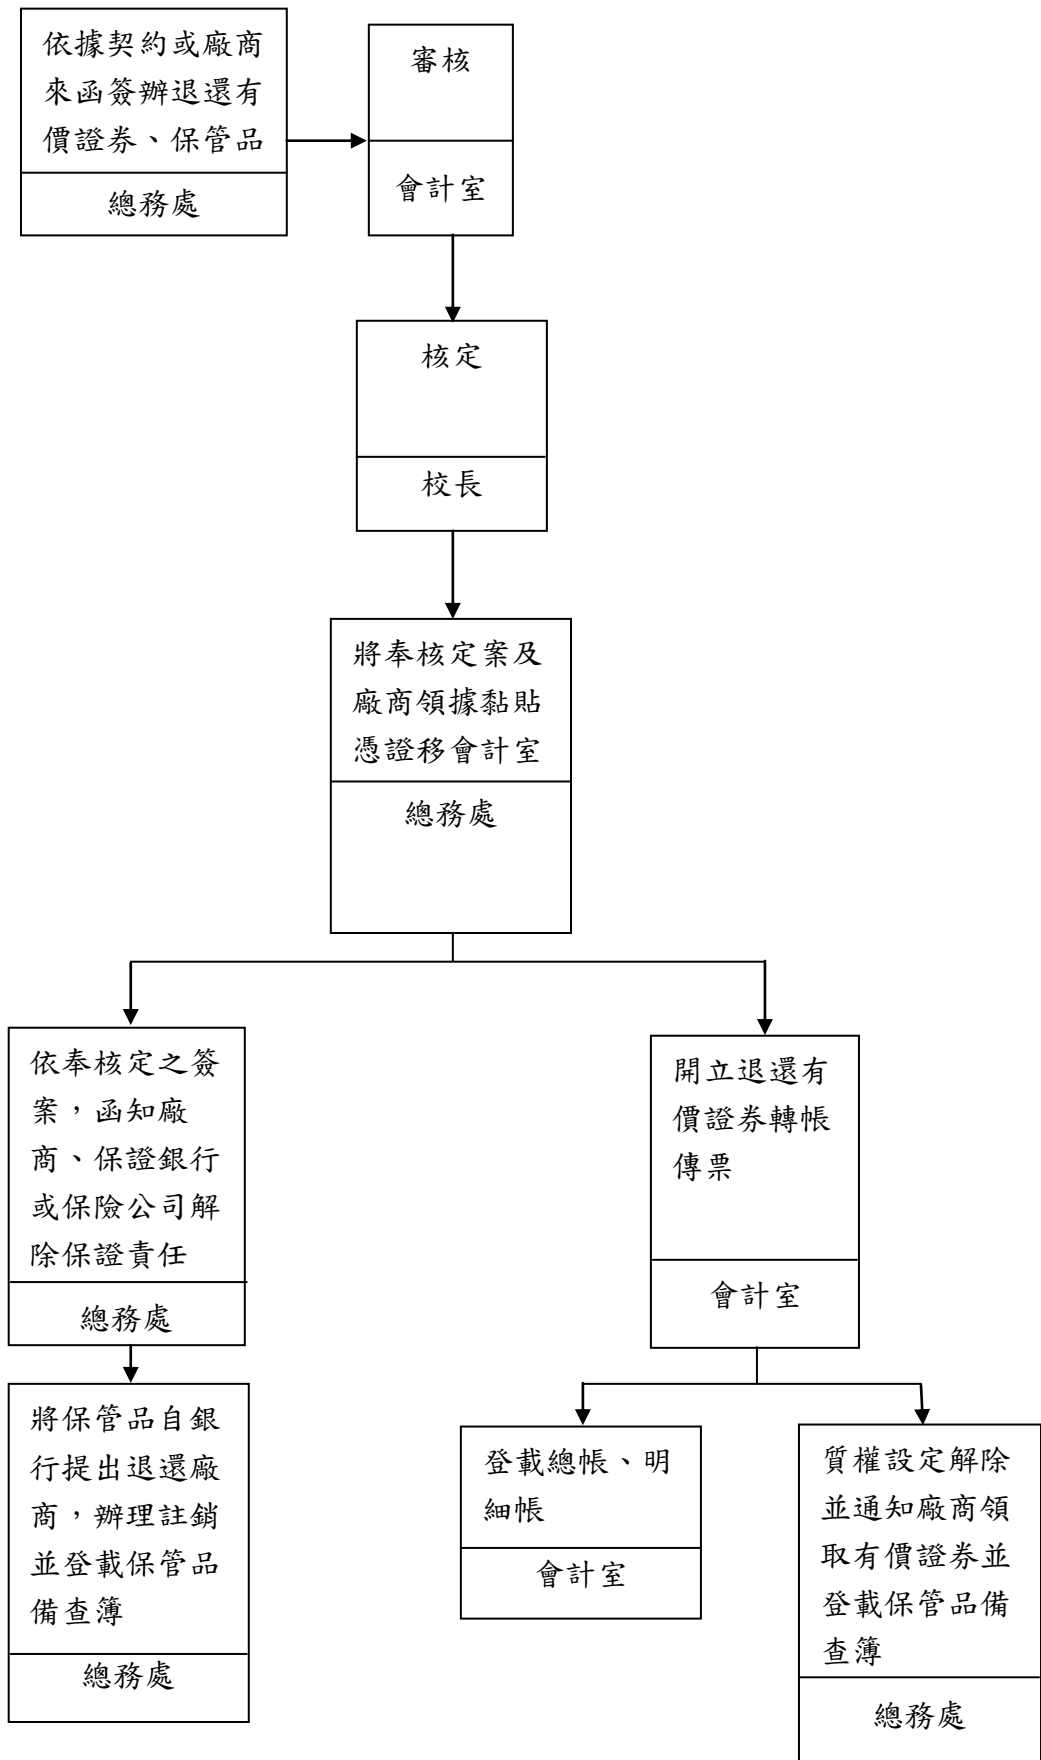 依據契約或廠商
來函簽辦退還有
價證券、保管品
總務處
審核
會計室
核定
校長
將奉核定案及
廠商領據黏貼
憑證移會計室
總務處
依奉核定之簽
案，函知廠
商、保證銀行
或保險公司解
除保證責任
總務處
將保管品自銀
行提出退還廠
商，辦理註銷
並登載保管品
備查簿
總務處
開立退還有
價證券轉帳
傳票
會計室
登載總帳、明
細帳
會計室
質權設定解除
並通知廠商領
取有價證券並
登載保管品備
查簿
總務處